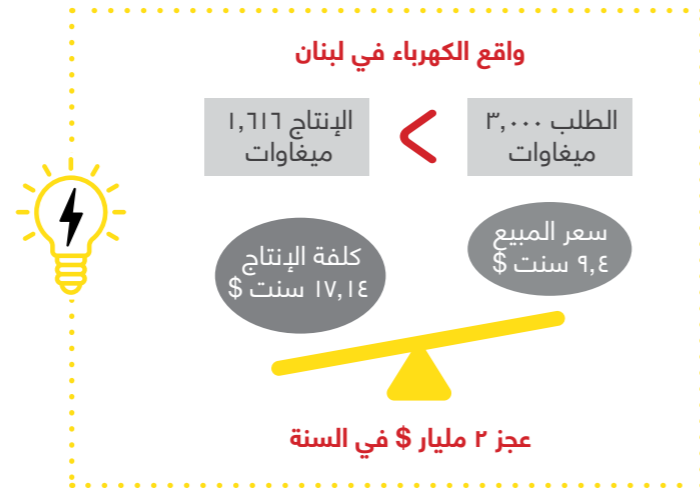 واقع الكهرباء في لبنان
الطلب ٣,٠٠٠
ميغاوات
<
الإنتاج ١,٦١٦
ميغاوات
سعر المبيع
٩,٤ سنت $
كلفة الإنتاج
١٧,١٤ سنت $
عجز ٢ مليار $ في السنة